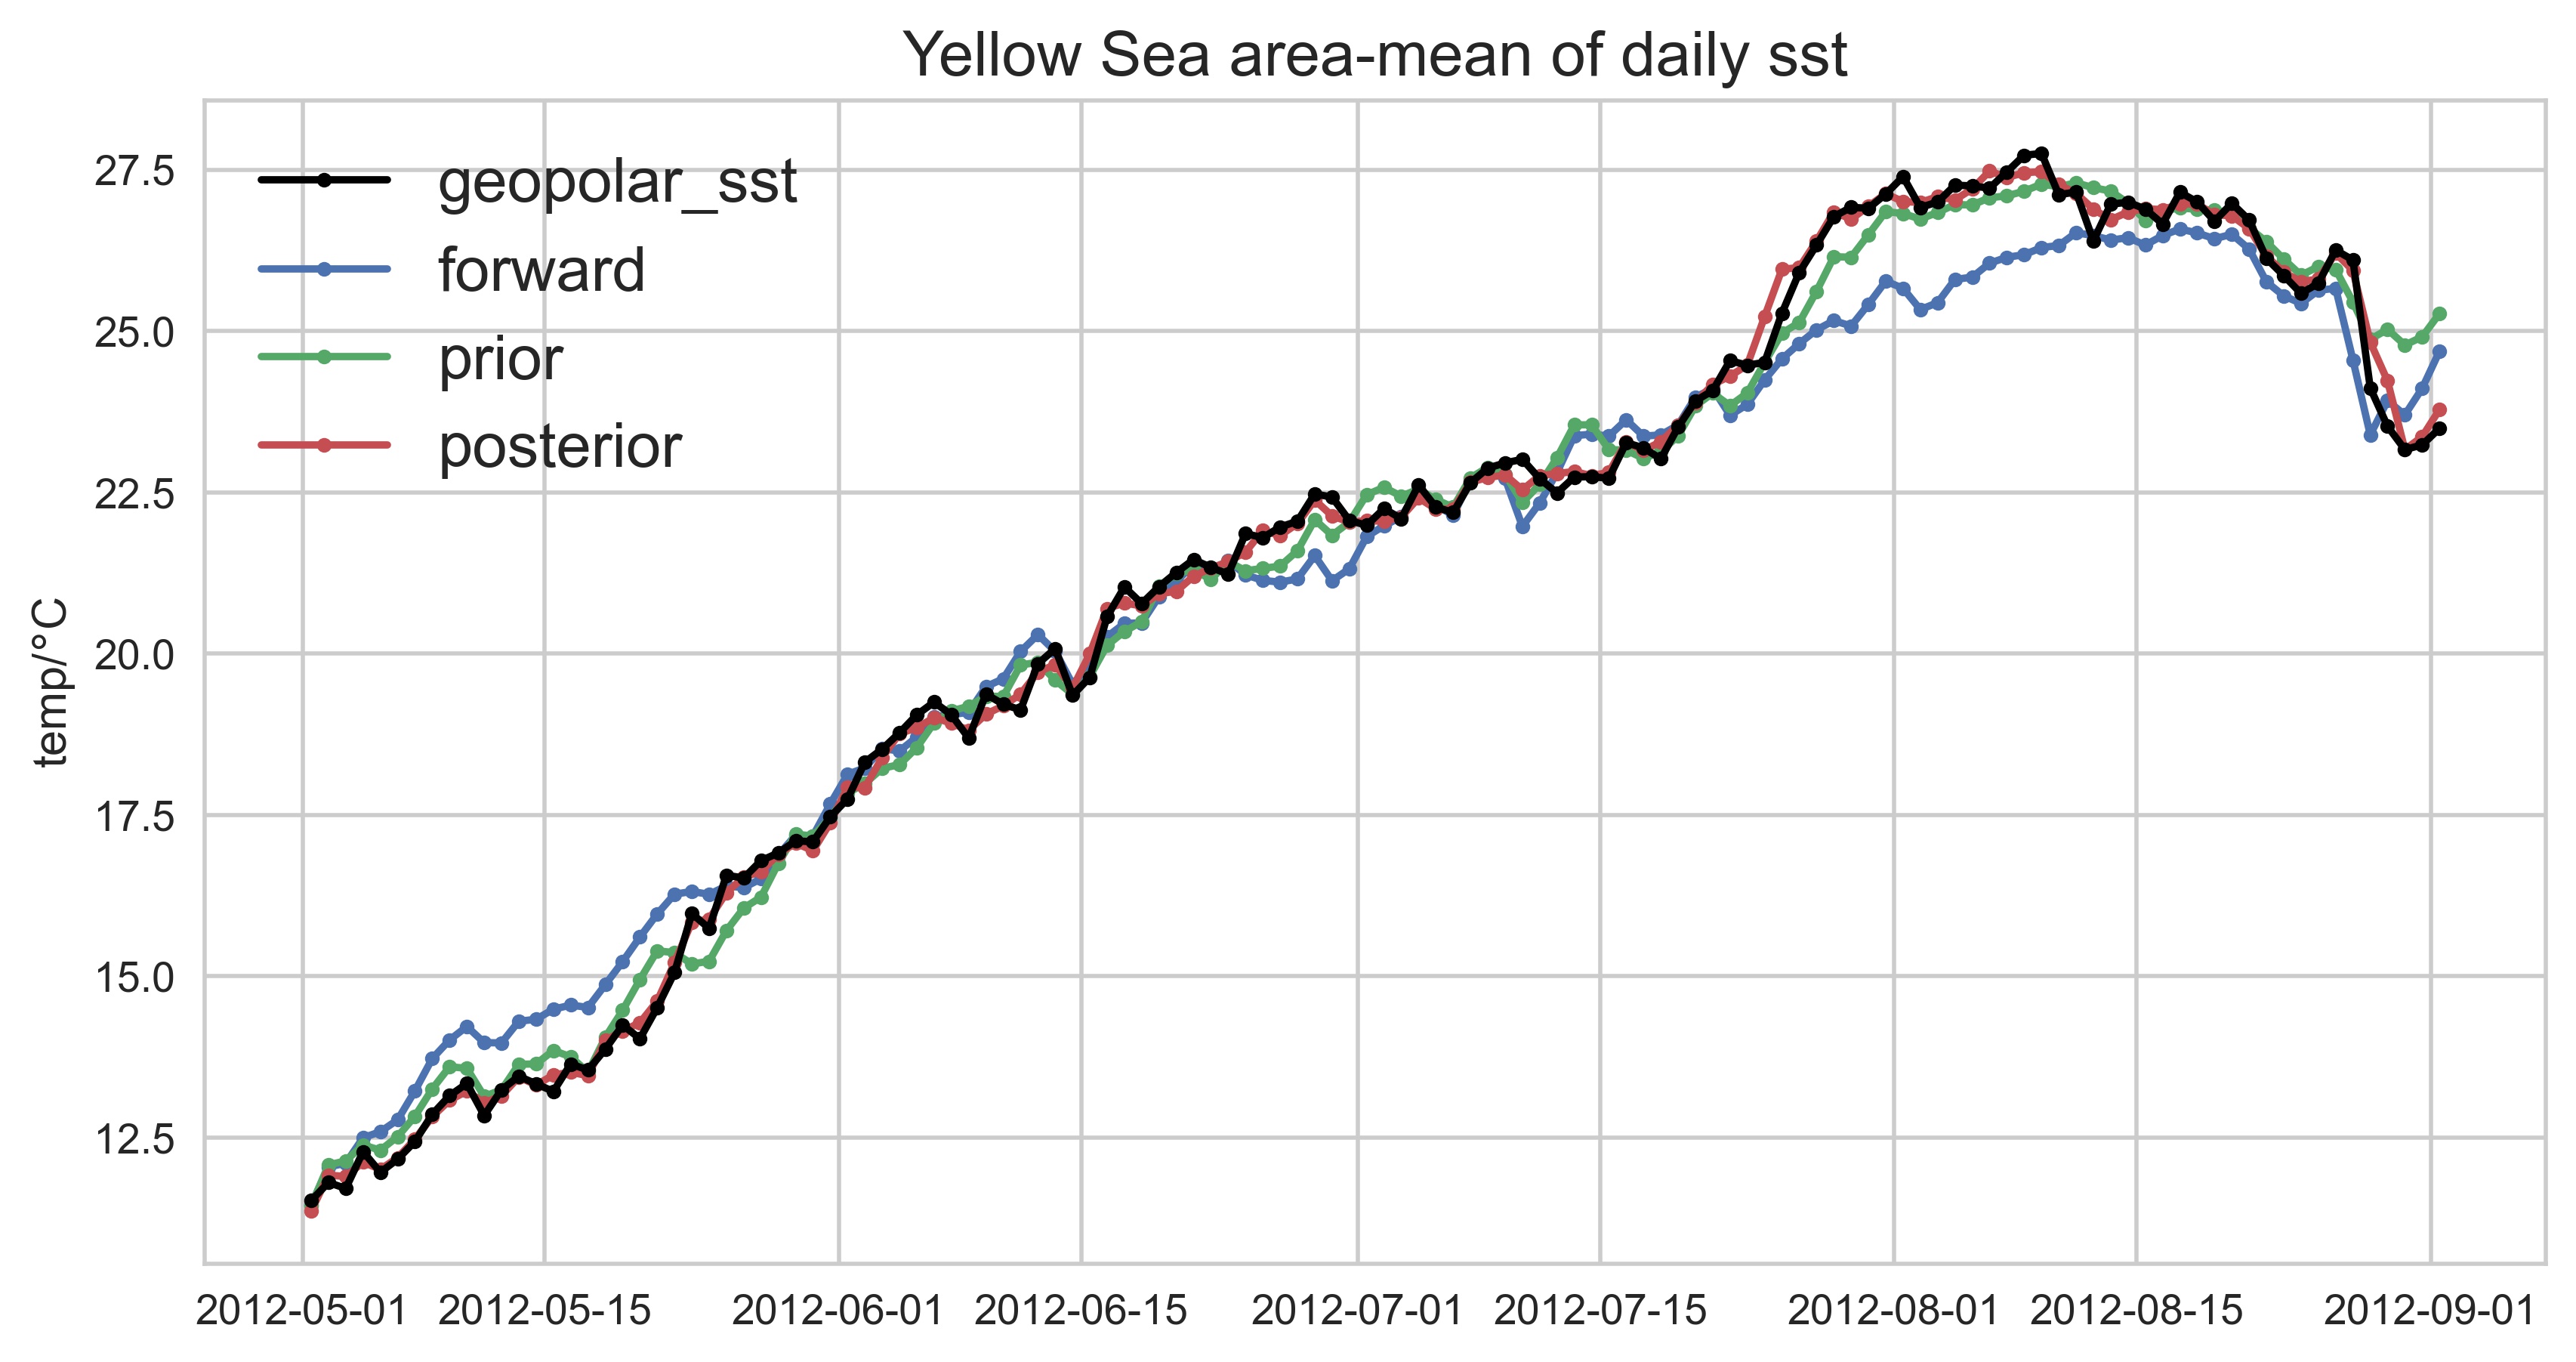 Yellow Sea area-mean of daily sst
geopolar_sst
forward
prior
posterior
temp/°C
27.5
25.0
22.5
20.0
17.5
15.0
12.5
2012-05-01 2012-05-15 2012-06-01 2012-06-15 2012-07-01 2012-07-15 2012-08-01 2012-08-15 2012-09-01